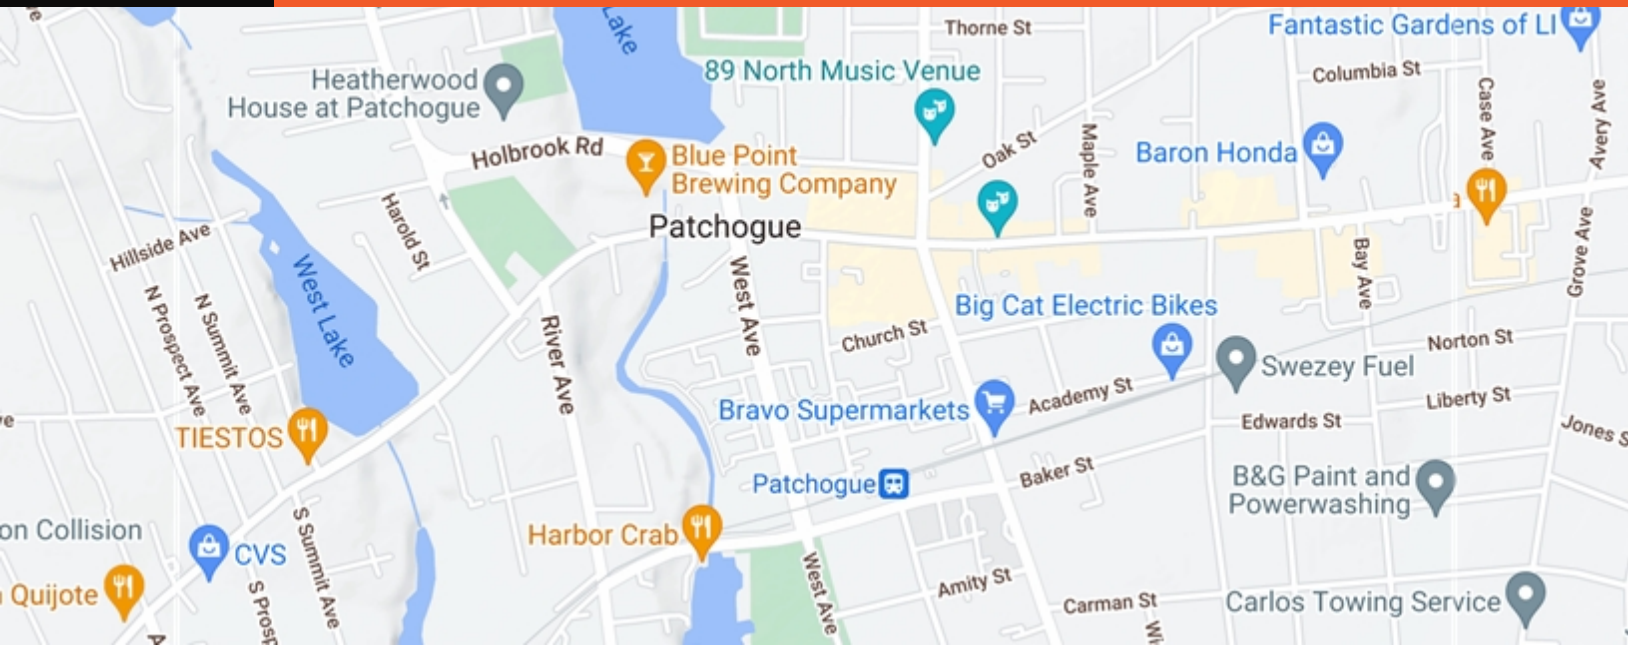 Lake
Thorne St
Fantastic Gardens of LI
89 North Music Venue
Columbia St
Heatherwood
House at Patchogue
Case Ave
Avery Ave
Holbrook Rd
Blue Point
Brewing Company
Oak St
Maple Ave
Baron Honda
Harold St
Patchogue
Hillside Ave
West Lake
West Ave
Bay Ave
Grove Ave
N Prospect Ave
N Summit Ave
River Ave
Big Cat Electric Bikes
Church St
Norton St
Swezey Fuel
Bravo Supermarkets
Academy St
Liberty St
Edwards St
Jones S
TIESTOS
Patchogue
Baker St
B&G Paint and
Powerwashing
on Collision
Harbor Crab
CVS
S Summit Ave
S Prosp
West Ave
Quijote
Amity St
Carman St
Carlos Towing Service
Wi